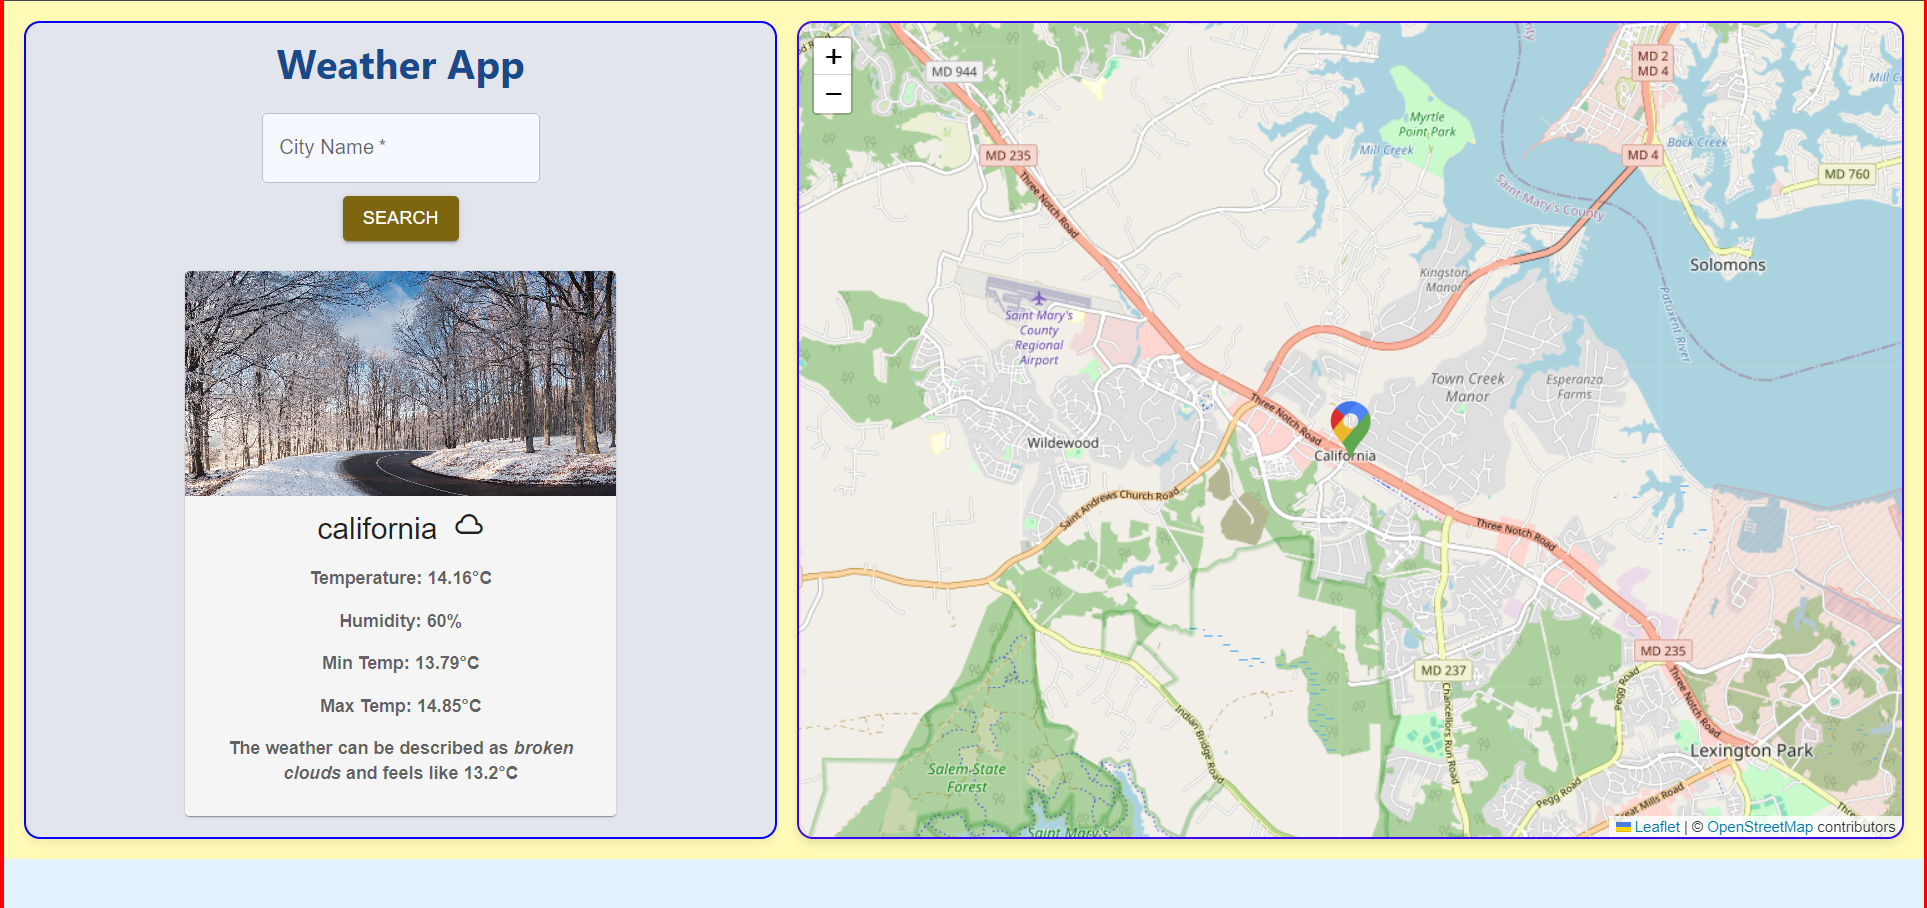 Weather App
City Name *
SEARCH
california
Temperature: 14.16°C
Humidity: 60%
Min Temp: 13.79°C
Max Temp: 14.85°C
The weather can be described as broken
clouds and feels like 13.2°C
+
−
MD 944
MD 235
Three Notch Road
Myrtle
Point Park
Mill Creek
MD 2
MD 4
MD 4
Back Creek
MD 760
Saint Mary's County
Solomons
Patuxent River
Kingston
Manor
Saint Mary's
County
Regional
Airport
Town Creek
Manor
Esperanza
Farms
Wildewood
Three Notch Road
California
Saint Andrews Church Road
Three Notch Road
MD 237
MD 235
Chancellors Run Road
Pegg Road
Three Notch Road
Indian Bridge Road
Lexington Park
Salem State
Forest
Pegg Road
Great Mills Road
Saint Mary's
Leaflet | © OpenStreetMap contributors